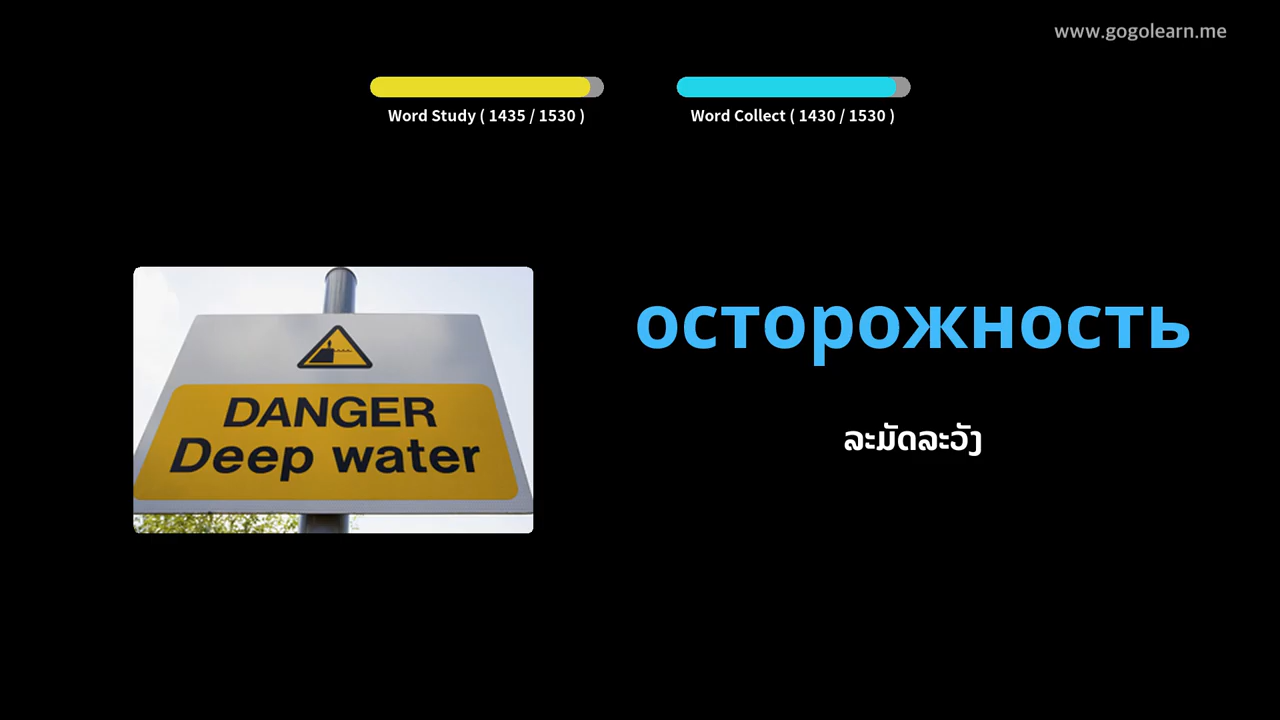 www.gogolearn.me
Word Study ( 1435 / 1530 )
Word Collect ( 1430 / 1530 )
DANGER
Deep water
осторожность
ລະມັດລະວັງ